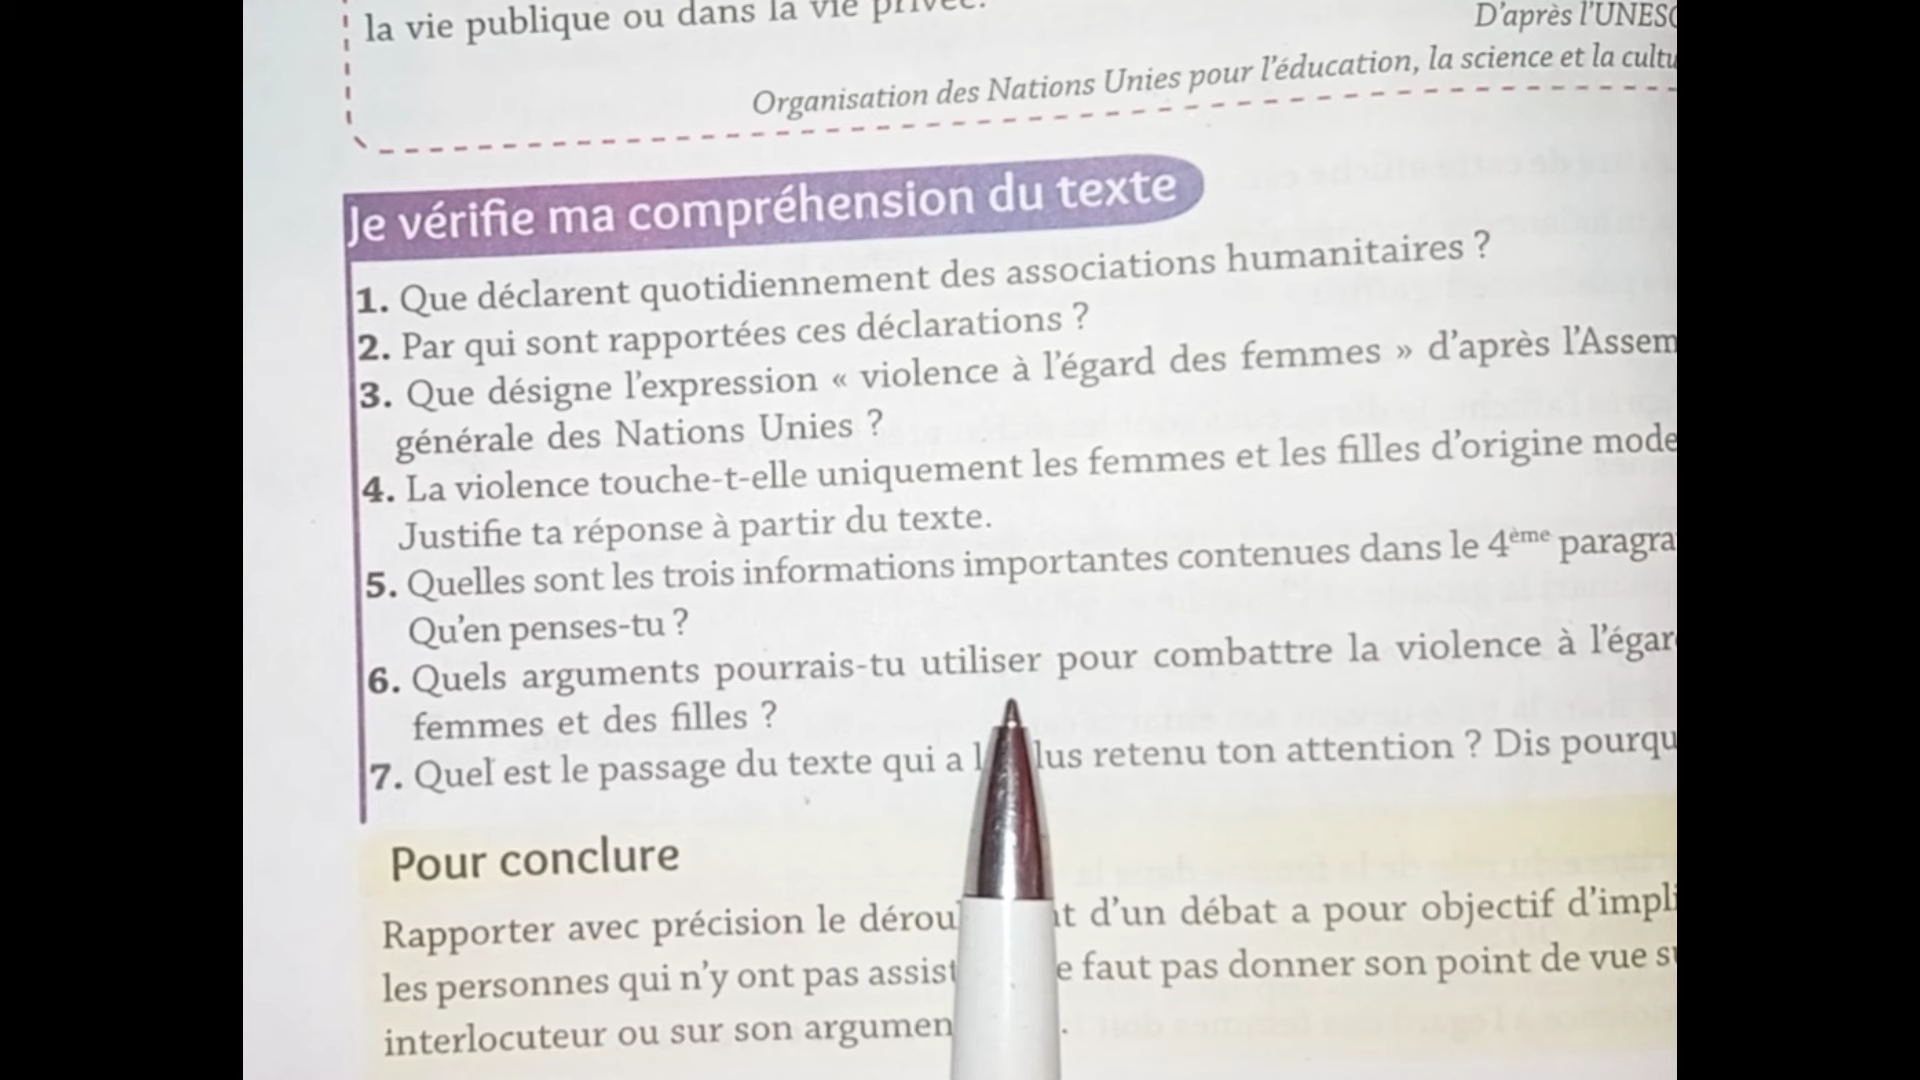 la vie publique ou dans la vie privée.
D'après l'UNESC
Organisation des Nations Unies pour l'éducation, la science et la cultu
Je vérifie ma compréhension du texte
1. Que déclarent quotidiennement des associations humanitaires ?
2. Par qui sont rapportées ces déclarations ?
3. Que désigne l'expression « violence à l'égard des femmes » d'après l'Assem
générale des Nations Unies ?
4. La violence touche-t-elle uniquement les femmes et les filles d'origine mode
Justifie ta réponse à partir du texte.
5. Quelles sont les trois informations importantes contenues dans le 4ème paragra
Qu'en penses-tu ?
6. Quels arguments pourrais-tu utiliser pour combattre la violence à l'égar
femmes et des filles ?
7. Quel est le passage du texte qui a l lus retenu ton attention ? Dis pourqu
Pour conclure
Rapporter avec précision le dérou t d'un débat a pour objectif d'impli
les personnes qui n'y ont pas assist e faut pas donner son point de vue su
interlocuteur ou sur son argumen .